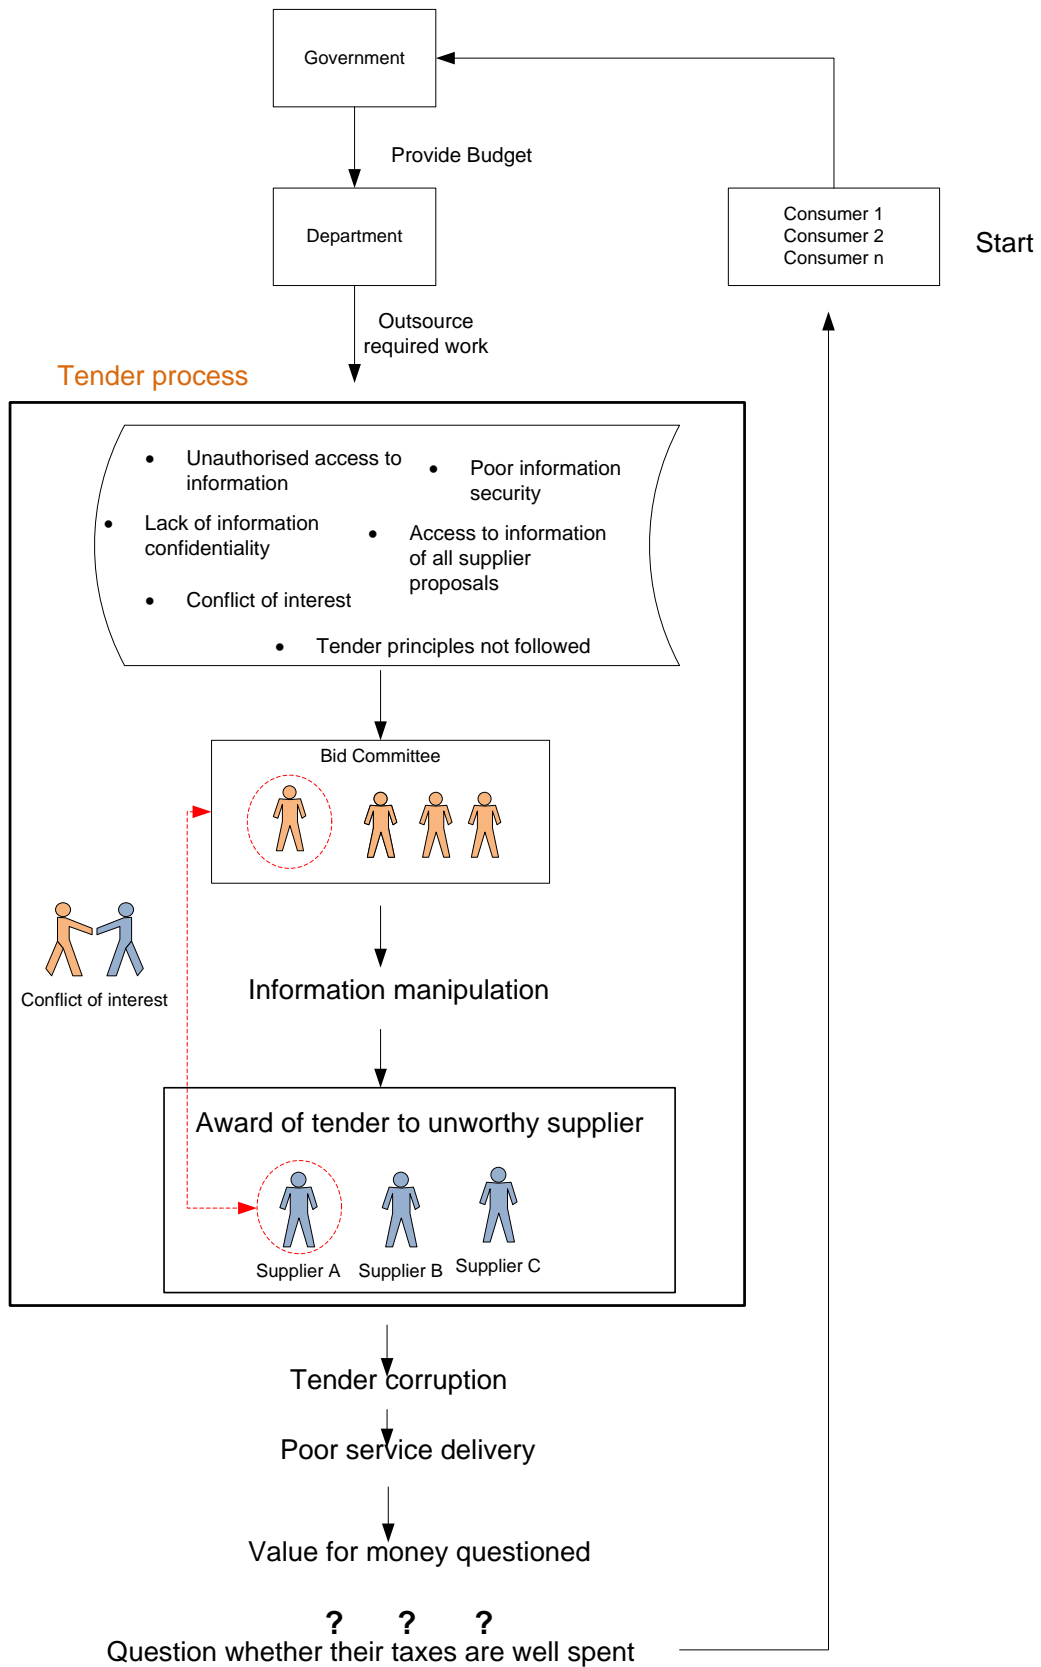 Government
Provide Budget
Department
Consumer 1
Consumer 2
Consumer n
Start
Outsource
required work
Tender process
• Unauthorised access to
information
• Poor information
security
• Lack of information
confidentiality
• Access to information
of all supplier
proposals
• Conflict of interest
• Tender principles not followed
Bid Committee
Conflict of interest
Information manipulation
Award of tender to unworthy supplier
Supplier A
Supplier B
Supplier C
Tender corruption
Poor service delivery
Value for money questioned
? ? ?
Question whether their taxes are well spent